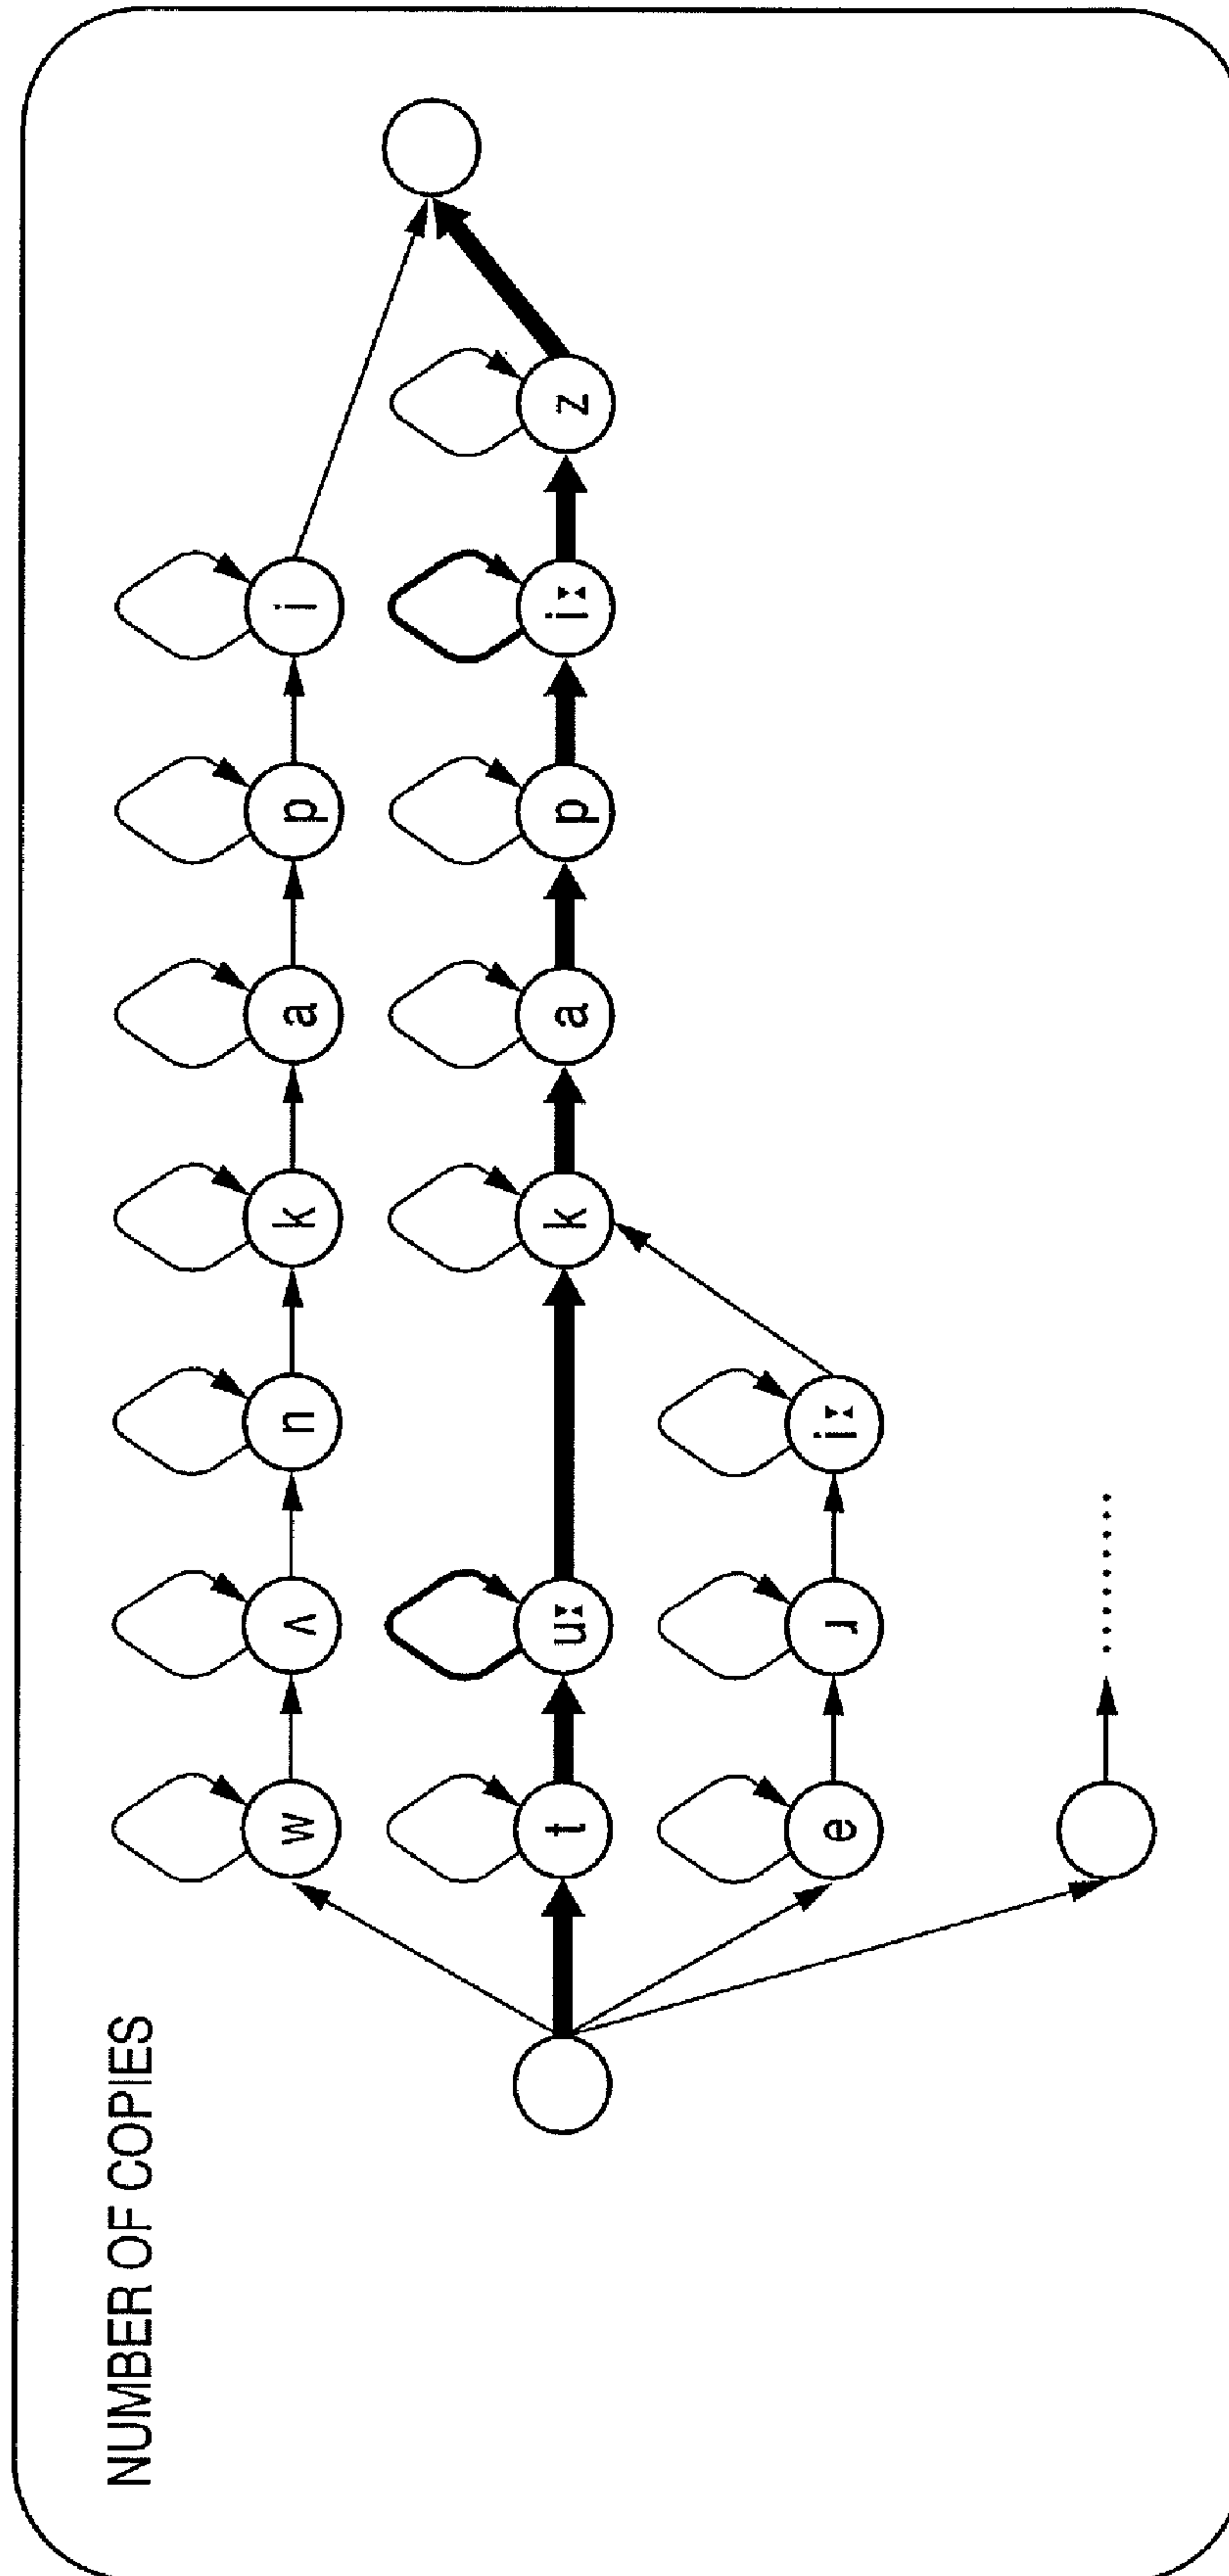 NUMBER OF COPIES
w ʌ n k a p i
t uː k a p iː z
e ɹ iː
........